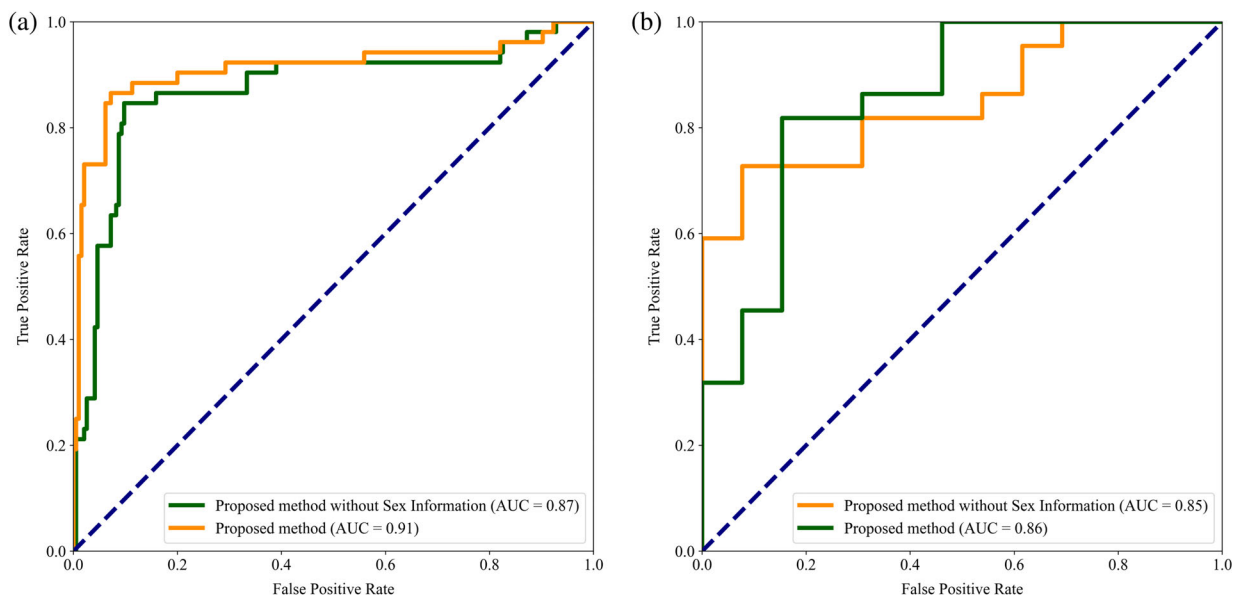 (a)
1.0
0.8
0.6
0.4
0.2
0.0
True Positive Rate
Proposed method without Sex Information (AUC = 0.87)
Proposed method (AUC = 0.91)
0.0 0.2 0.4 0.6 0.8 1.0
False Positive Rate
(b)
1.0
0.8
0.6
0.4
0.2
0.0
True Positive Rate
Proposed method without Sex Information (AUC = 0.85)
Proposed method (AUC = 0.86)
0.0 0.2 0.4 0.6 0.8 1.0
False Positive Rate